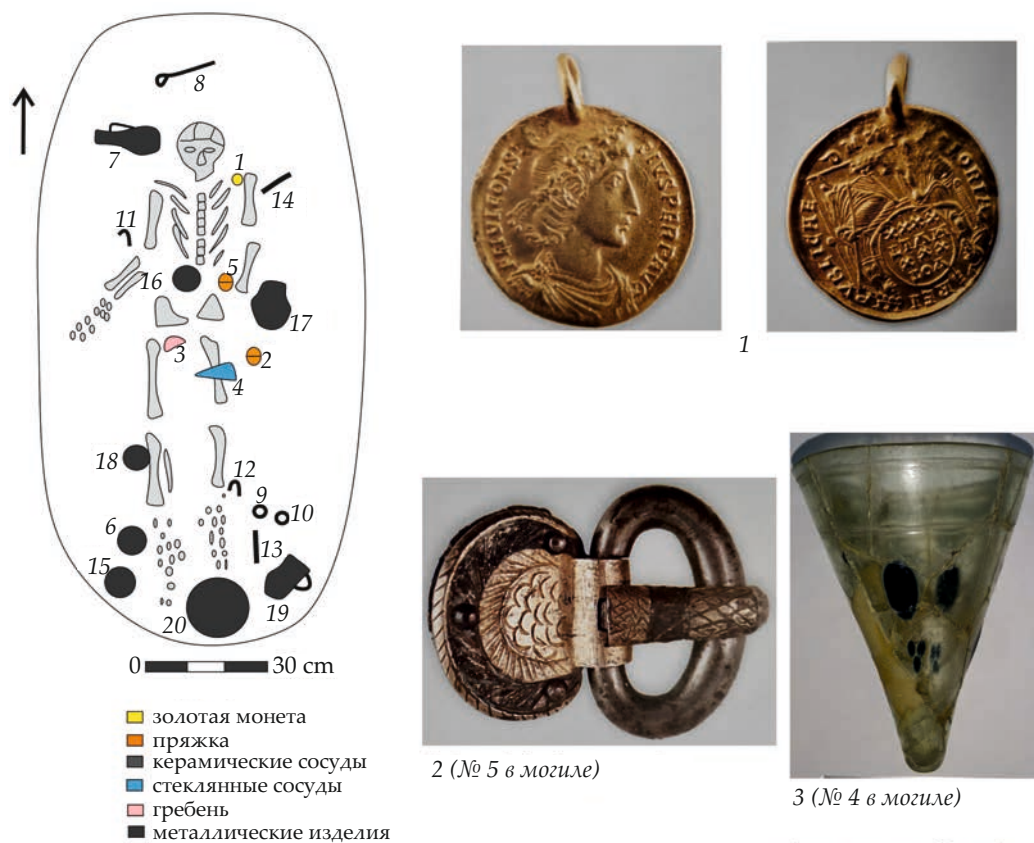 8
7
1
14
11
16
5
17
3
2
4
18
12
9
10
6
13
15
19
20
0 30 cm
золотая монета
пряжка
керамические сосуды
стеклянные сосуды
гребень
металлические изделия
1
2 (№ 5 в могиле)
3 (№ 4 в могиле)